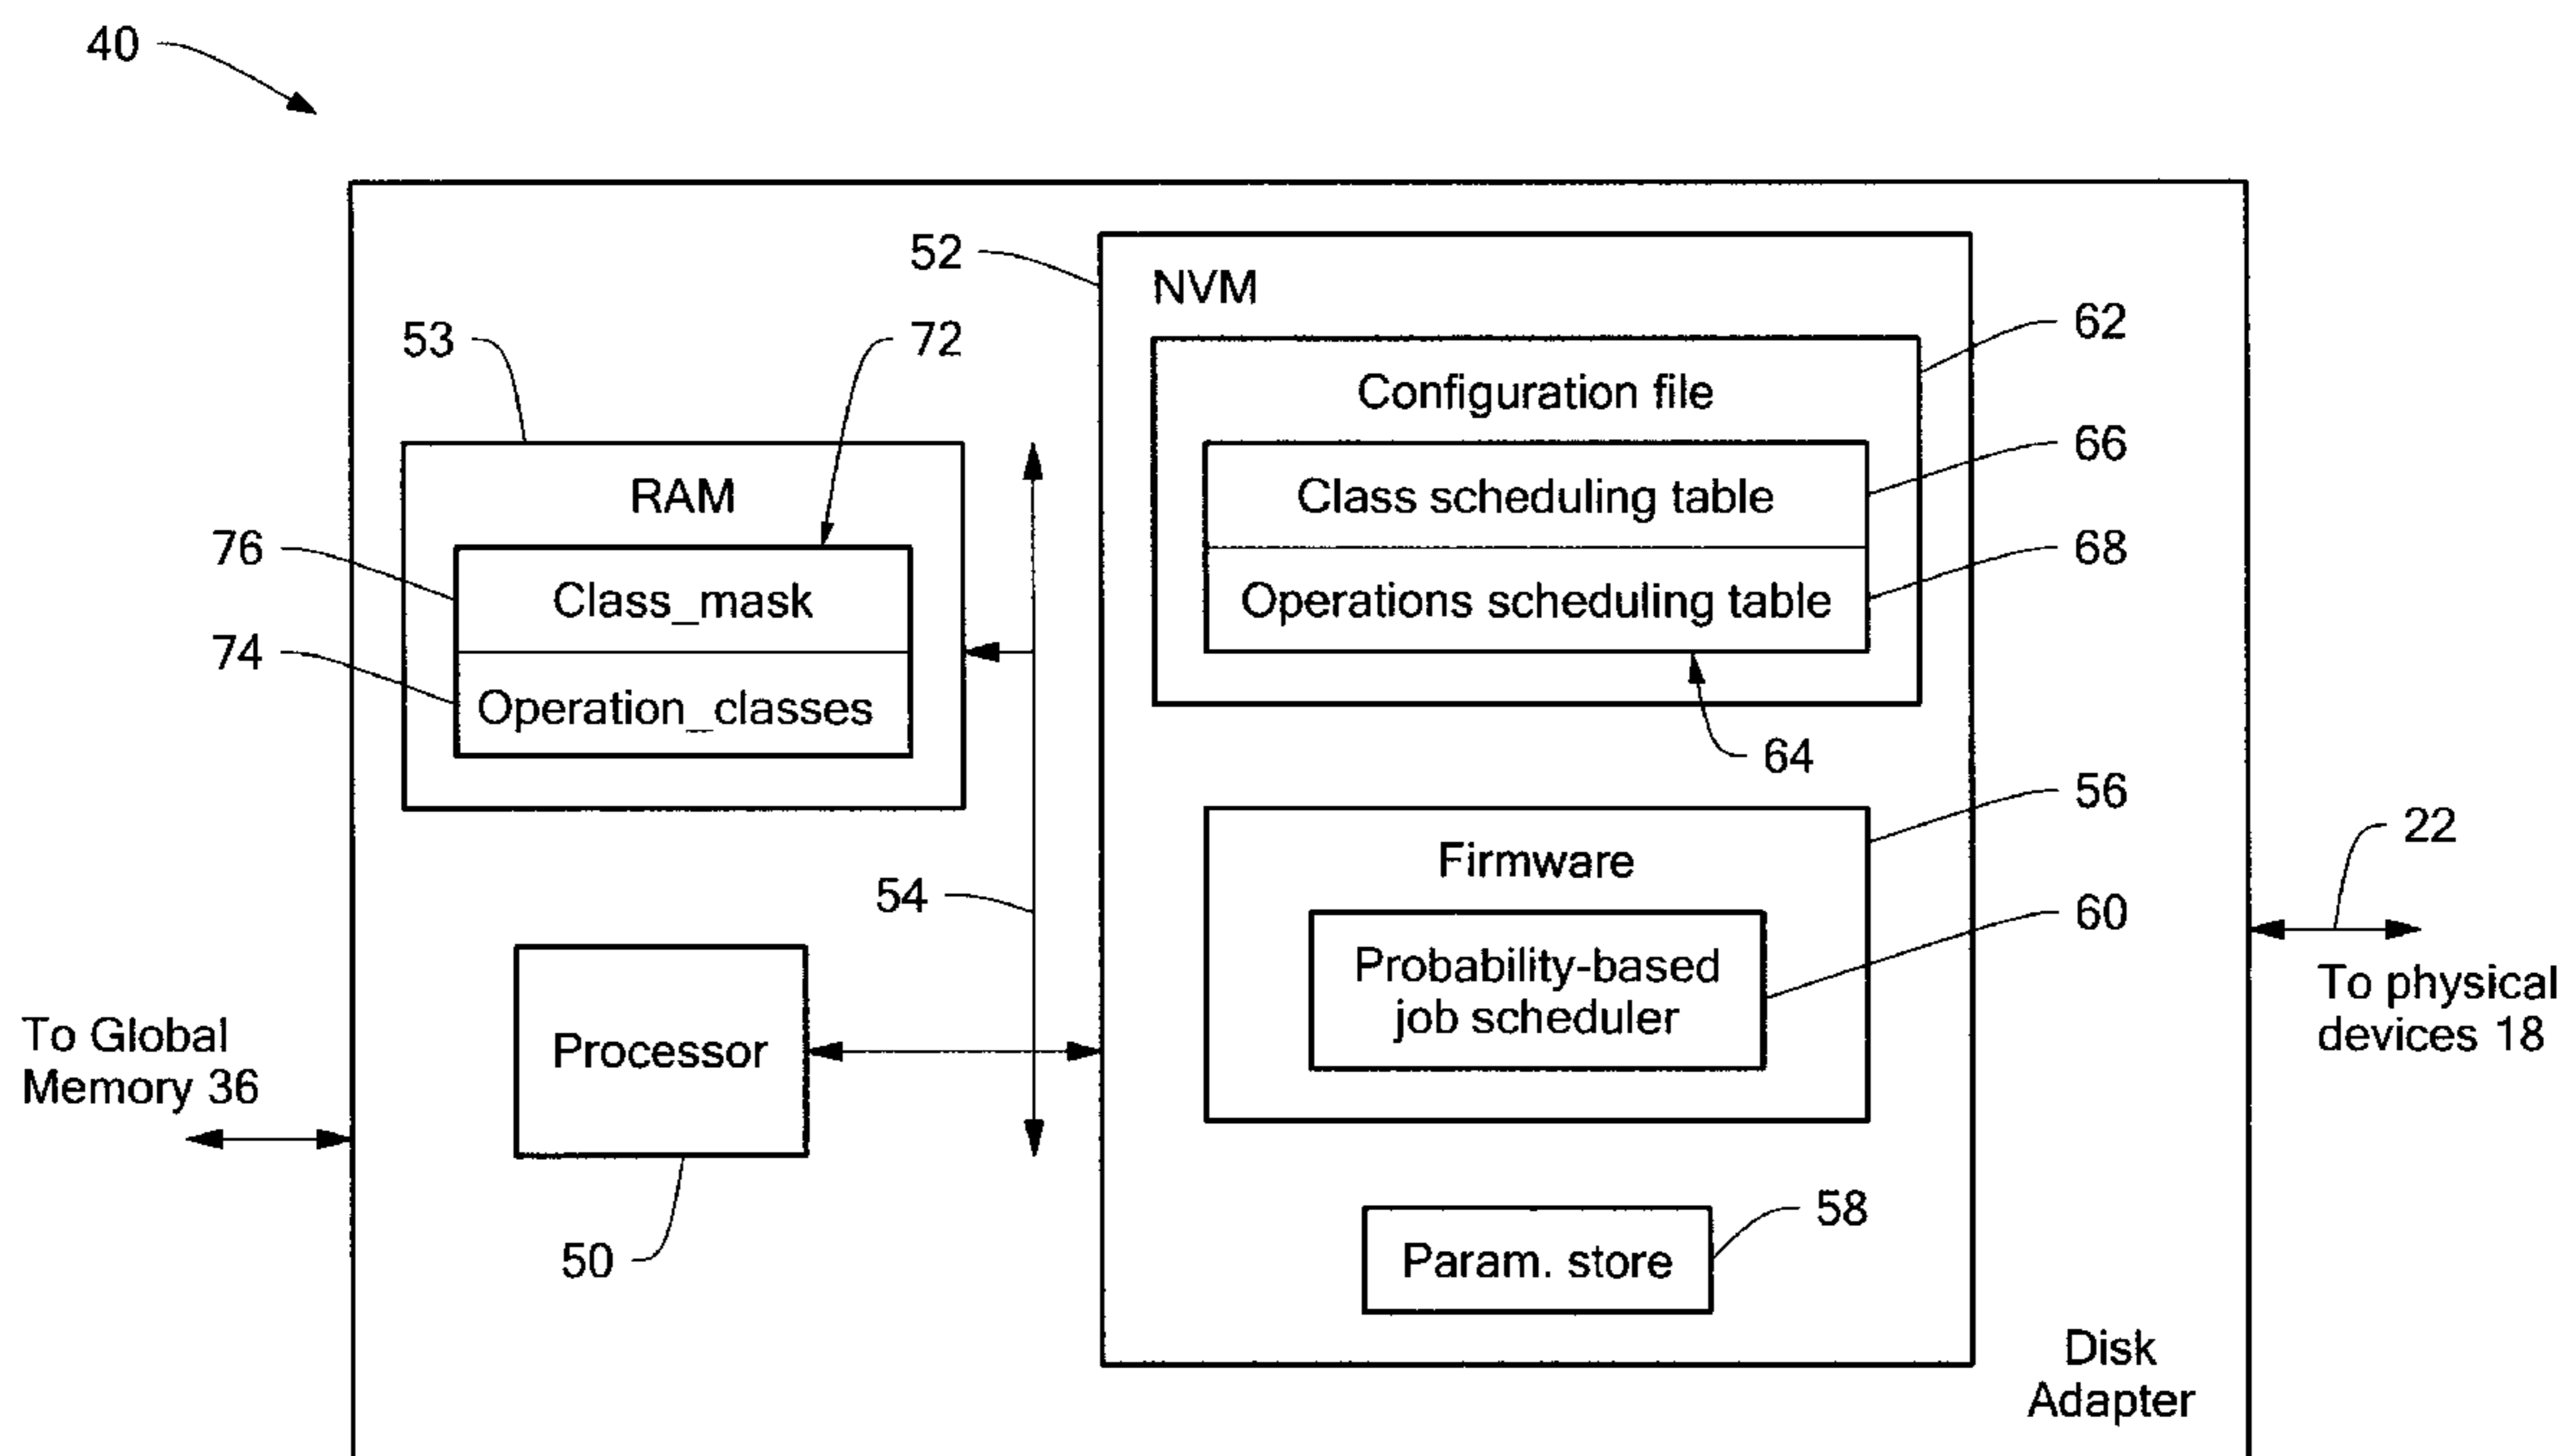 40
52
NVM
62
53
72
Configuration file
66
RAM
Class scheduling table
76
68
Class_mask
Operations scheduling table
74
Operation_classes
64
56
22
Firmware
54
60
Probability-based
job scheduler
To physical
devices 18
To Global
Memory 36
Processor
58
50
Param. store
Disk
Adapter